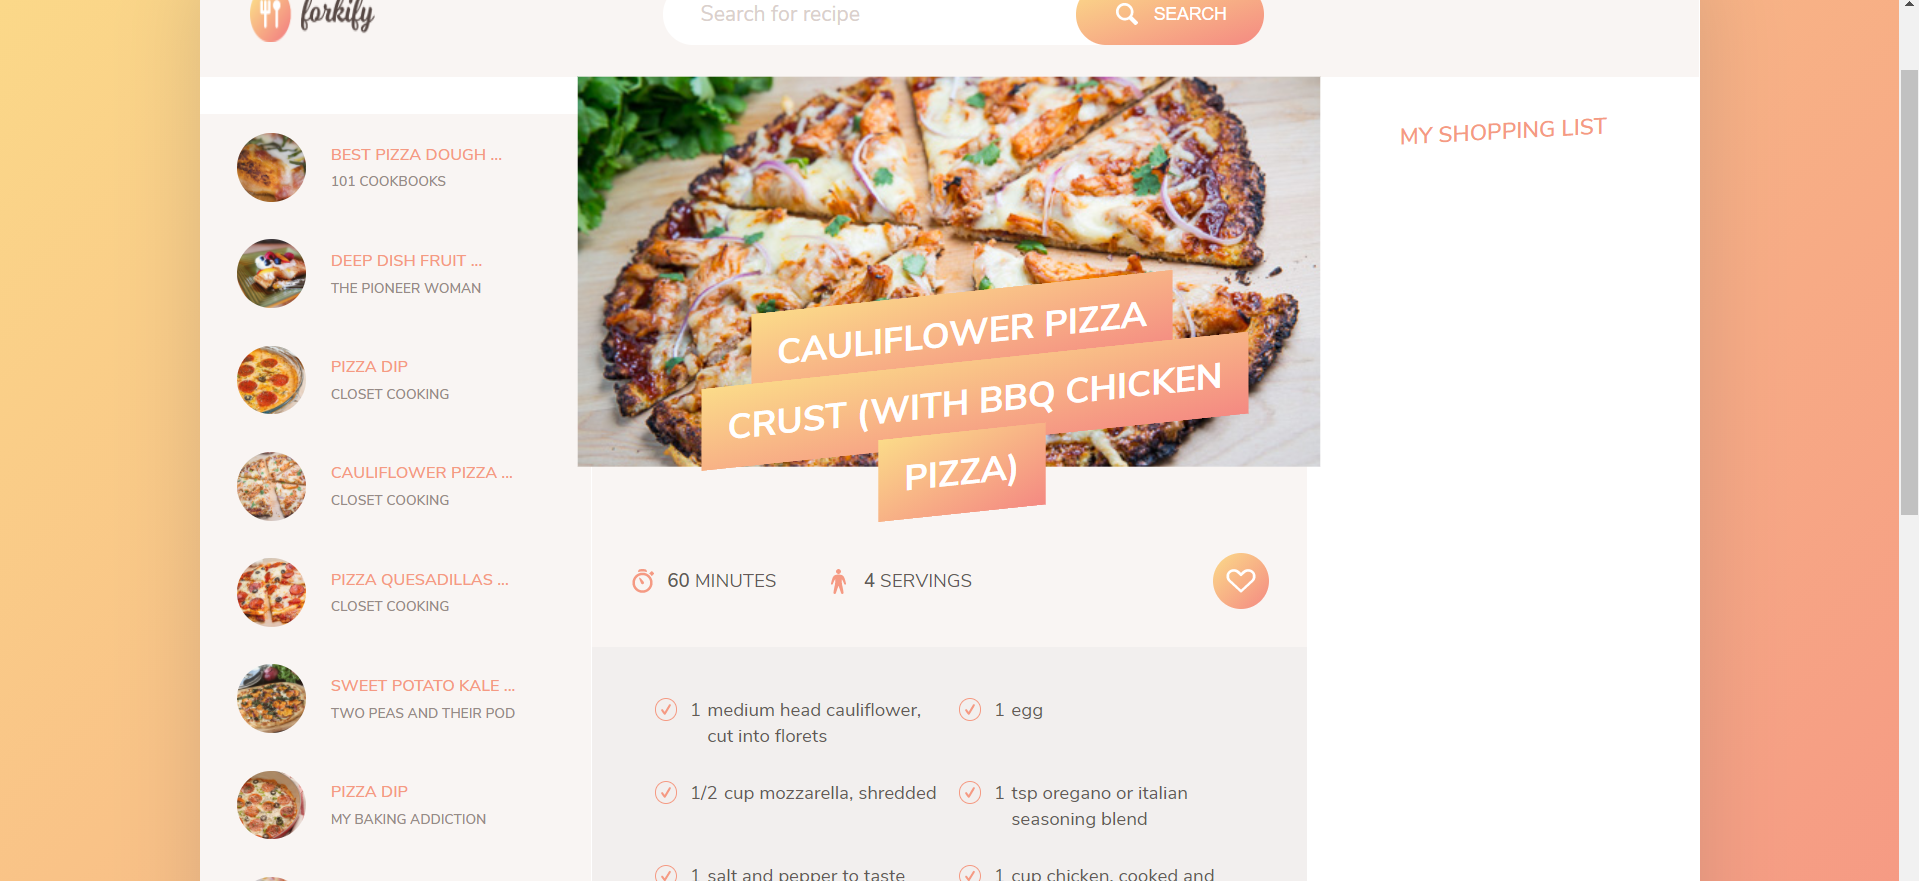 forkify
Search for recipe
SEARCH
BEST PIZZA DOUGH ...
101 COOKBOOKS
DEEP DISH FRUIT ...
THE PIONEER WOMAN
PIZZA DIP
CLOSET COOKING
CAULIFLOWER PIZZA ...
CLOSET COOKING
PIZZA QUESADILLAS ...
CLOSET COOKING
SWEET POTATO KALE ...
TWO PEAS AND THEIR POD
PIZZA DIP
MY BAKING ADDICTION
CAULIFLOWER PIZZA
CRUST (WITH BBQ CHICKEN
PIZZA)
60 MINUTES
4 SERVINGS
1 medium head cauliflower,
cut into florets
1 egg
1/2 cup mozzarella, shredded
1 tsp oregano or italian
seasoning blend
1 salt and pepper to taste
1 cup chicken, cooked and
MY SHOPPING LIST